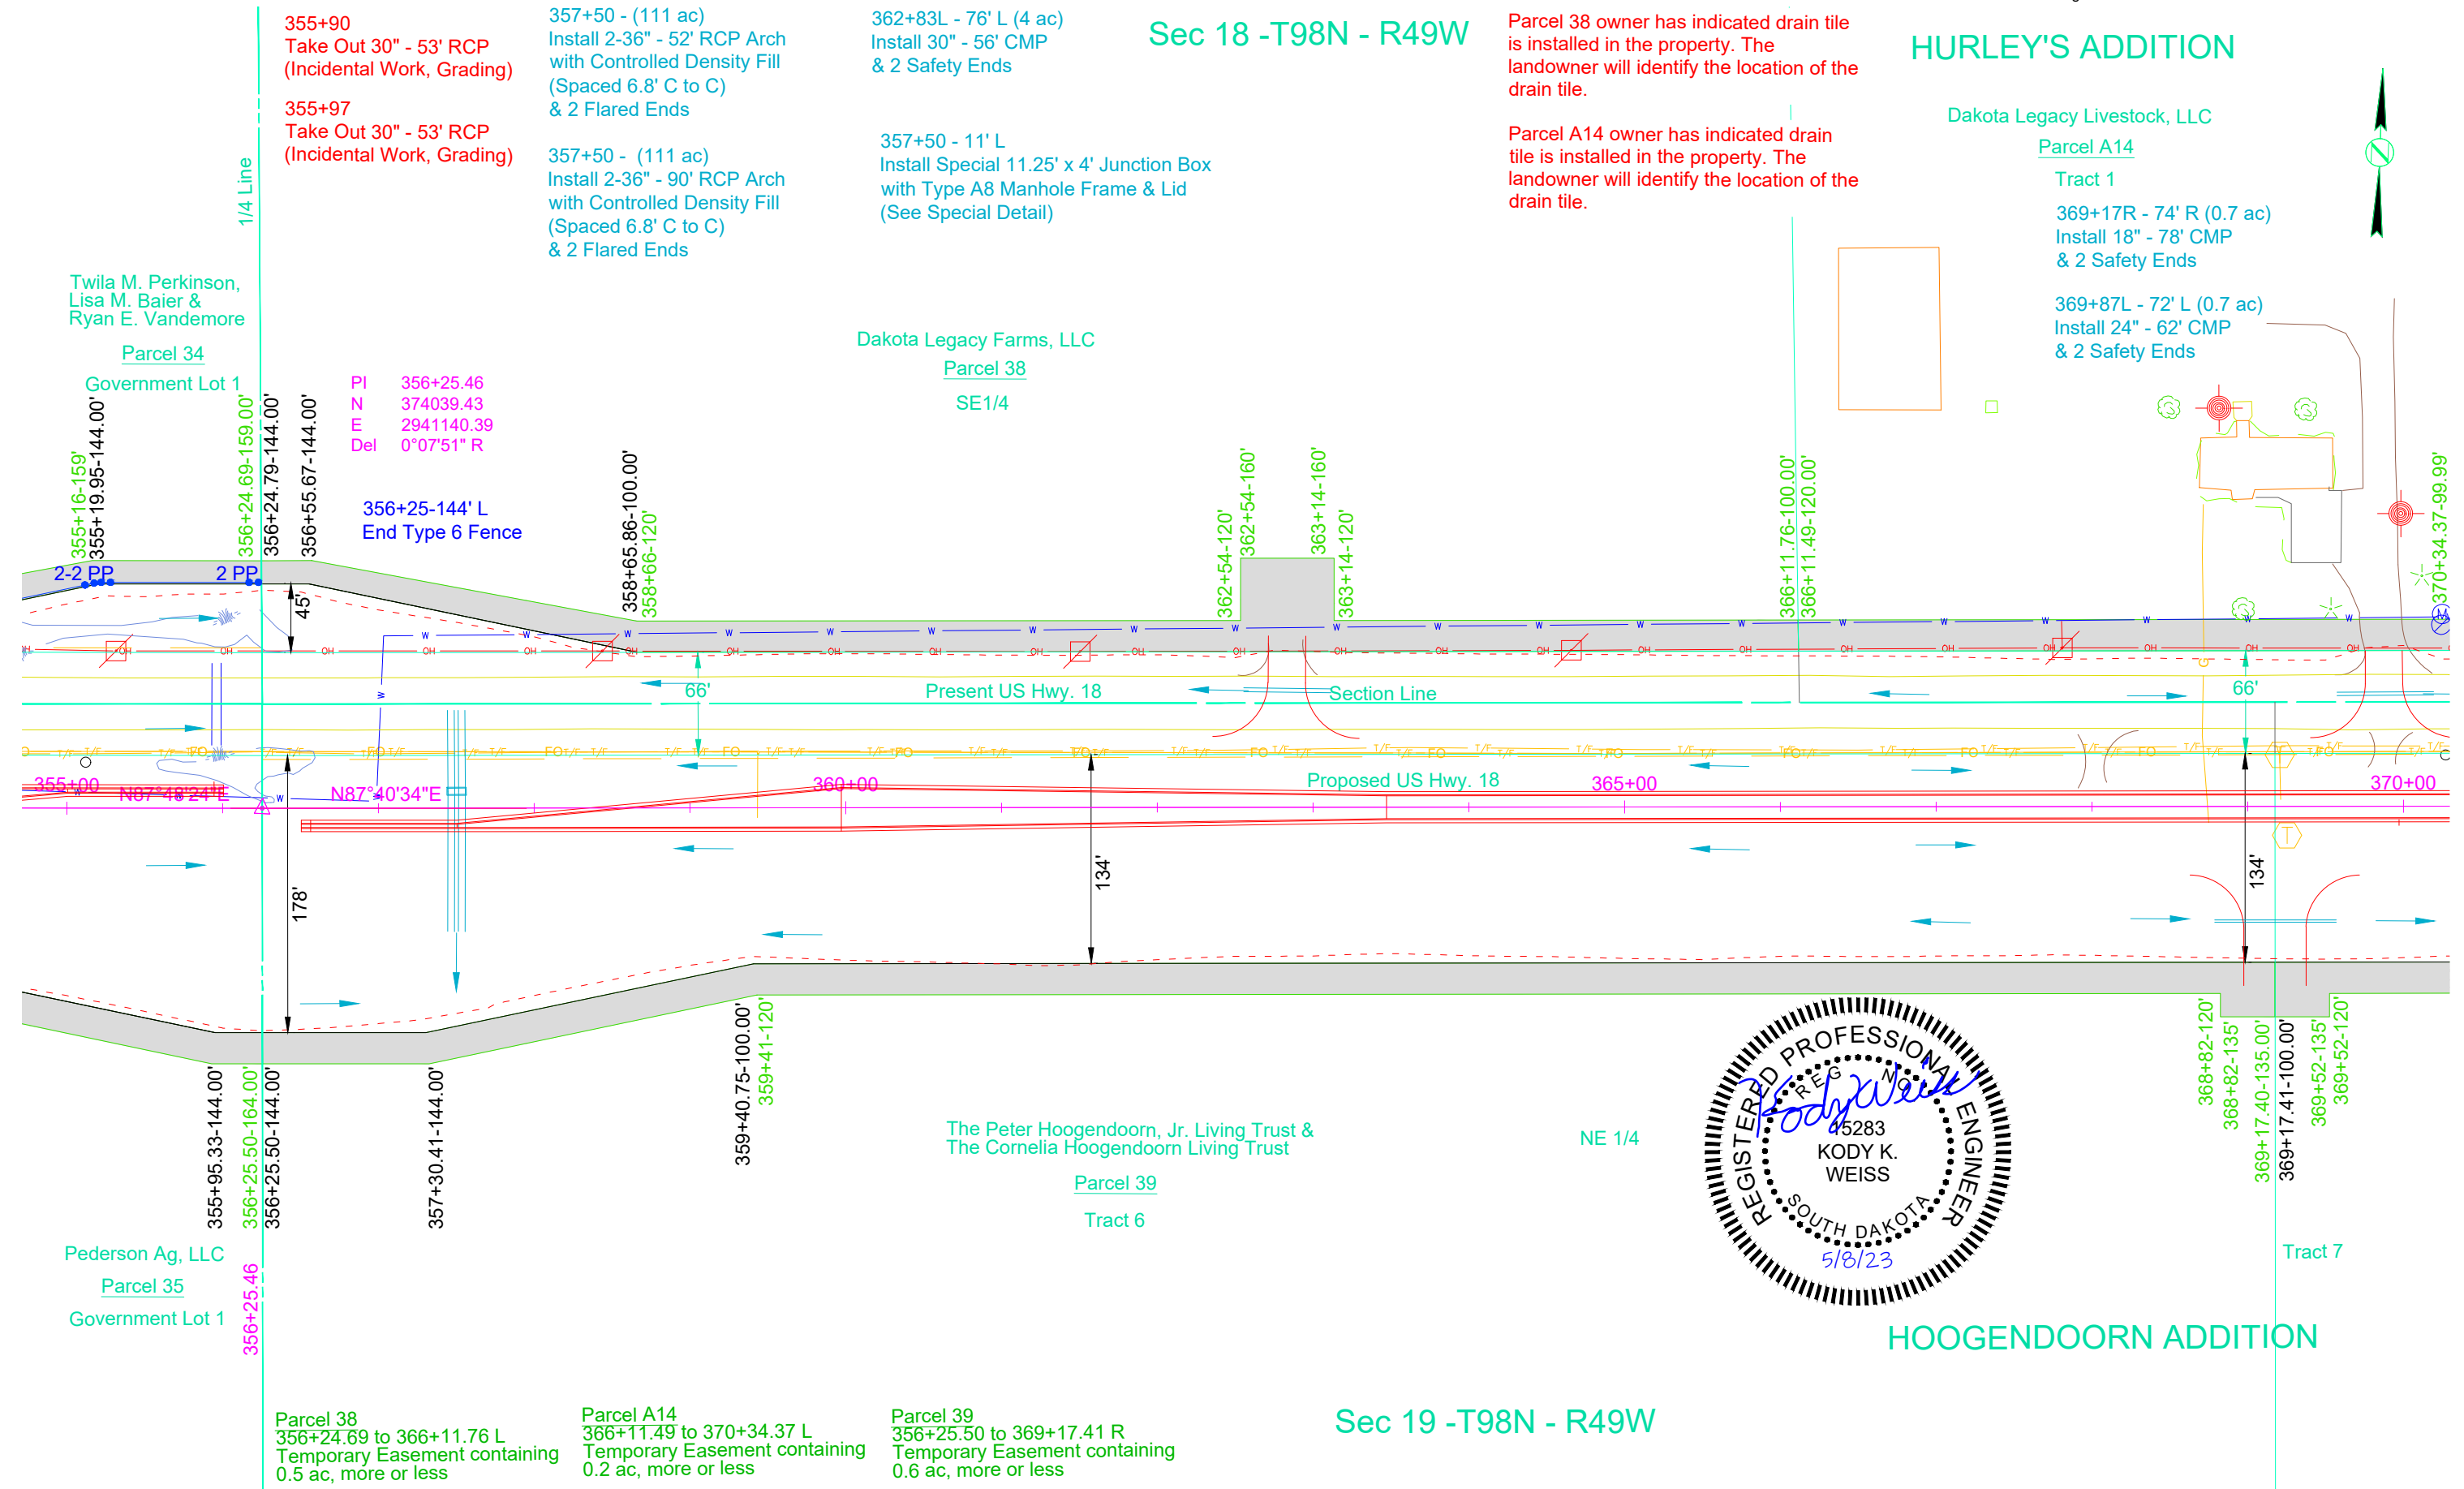 355+90
Take Out 30" - 53' RCP
(Incidental Work, Grading)
355+97
Take Out 30" - 53' RCP
(Incidental Work, Grading)
357+50 - (111 ac)
Install 2-36" - 52' RCP Arch
with Controlled Density Fill
(Spaced 6.8' C to C)
& 2 Flared Ends
357+50 - (111 ac)
Install 2-36" - 90' RCP Arch
with Controlled Density Fill
(Spaced 6.8' C to C)
& 2 Flared Ends
362+83L - 76' L (4 ac)
Install 30" - 56' CMP
& 2 Safety Ends
357+50 - 11' L
Install Special 11.25' x 4' Junction Box
with Type A8 Manhole Frame & Lid
(See Special Detail)
Sec 18 -T98N - R49W
Parcel 38 owner has indicated drain tile
is installed in the property. The
landowner will identify the location of the
drain tile.
Parcel A14 owner has indicated drain
tile is installed in the property. The
landowner will identify the location of the
drain tile.
HURLEY'S ADDITION
Dakota Legacy Livestock, LLC
Parcel A14
Tract 1
369+17R - 74' R (0.7 ac)
Install 18" - 78' CMP
& 2 Safety Ends
369+87L - 72' L (0.7 ac)
Install 24" - 62' CMP
& 2 Safety Ends
1/4 Line
Twila M. Perkinson,
Lisa M. Baier &
Ryan E. Vandemore
Parcel 34
Government Lot 1
PI 356+25.46
N 374039.43
E 2941140.39
Del 0°07'51" R
356+25-144' L
End Type 6 Fence
Dakota Legacy Farms, LLC
Parcel 38
SE1/4
355+16-159'
355+19.95-144.00'
356+24.69-159.00'
356+24.79-144.00'
356+55.67-144.00'
358+65.86-100.00'
358+66-120'
362+54-120'
362+54-160'
363+14-160'
363+14-120'
366+11.76-100.00'
366+11.49-120.00'
370+34.37-99.99'
2-2 PP
2 PP
45'
66'
Present US Hwy. 18
Section Line
66'
355+00
N87°48'24"E
N87°40'34"E
360+00
Proposed US Hwy. 18
365+00
370+00
178'
134'
134'
355+95.33-144.00'
356+25.50-164.00'
356+25.50-144.00'
357+30.41-144.00'
359+40.75-100.00'
359+41-120'
368+82-120'
368+82-135'
369+17.40-135.00'
369+17.41-100.00'
369+52-135'
369+52-120'
The Peter Hoogendoorn, Jr. Living Trust &
The Cornelia Hoogendoorn Living Trust
Parcel 39
Tract 6
NE 1/4
REGISTERED PROFESSIONAL ENGINEER
REG NO
Kody K Weiss
15283
KODY K.
WEISS
SOUTH DAKOTA
5/8/23
Pederson Ag, LLC
Parcel 35
Government Lot 1
356+25.46
Tract 7
HOOGENDOORN ADDITION
Parcel 38
356+24.69 to 366+11.76 L
Temporary Easement containing
0.5 ac, more or less
Parcel A14
366+11.49 to 370+34.37 L
Temporary Easement containing
0.2 ac, more or less
Parcel 39
356+25.50 to 369+17.41 R
Temporary Easement containing
0.6 ac, more or less
Sec 19 -T98N - R49W